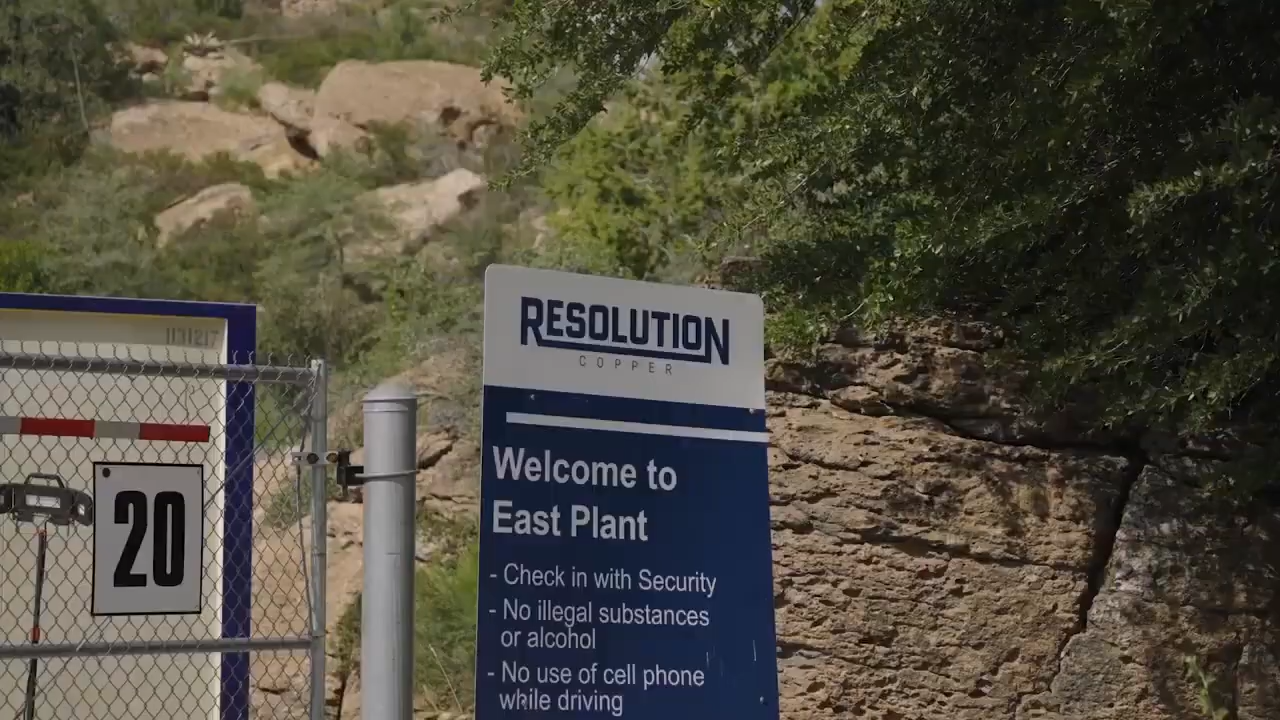 RESOLUTION
COPPER
Welcome to
East Plant
- Check in with Security
- No illegal substances
or alcohol
- No use of cell phone
while driving
20